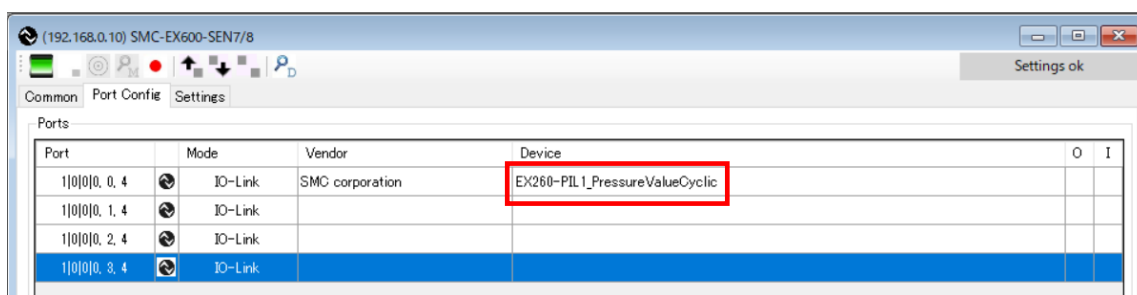 (192.168.0.10) SMC-EX600-SEN7/8
Settings ok
Common Port Config Settings
Ports
Port Mode Vendor Device O I
1|0|0|0, 0, 4 IO-Link SMC corporation EX260-PIL1_PressureValueCyclic
1|0|0|0, 1, 4 IO-Link
1|0|0|0, 2, 4 IO-Link
1|0|0|0, 3, 4 IO-Link